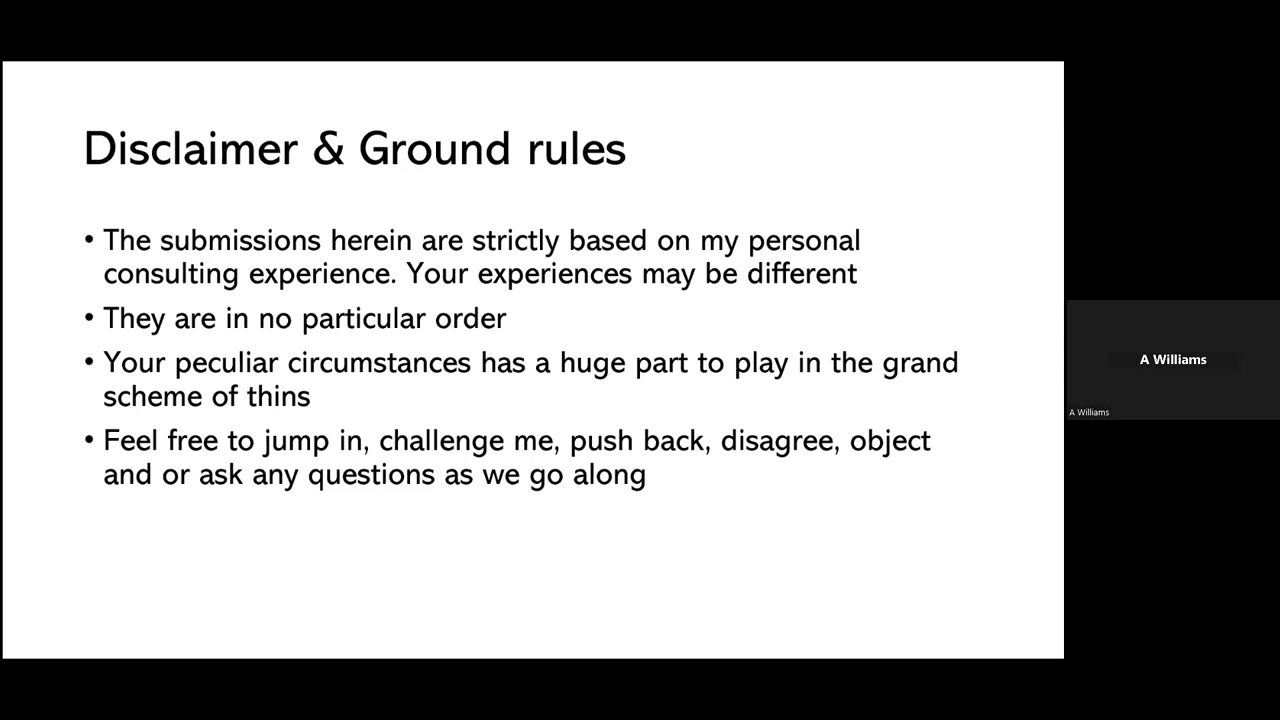 Disclaimer & Ground rules
• The submissions herein are strictly based on my personal
consulting experience. Your experiences may be different
• They are in no particular order
• Your peculiar circumstances has a huge part to play in the grand
scheme of thins
• Feel free to jump in, challenge me, push back, disagree, object
and or ask any questions as we go along
A Williams
A Williams